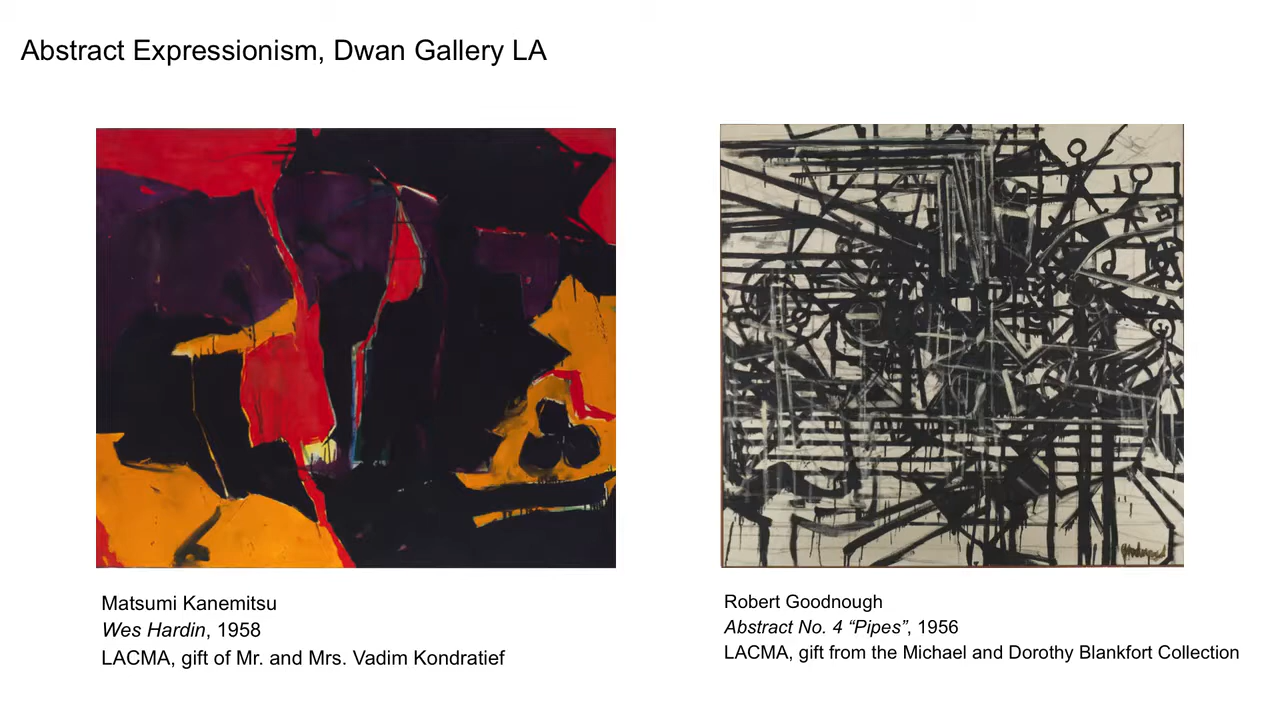 Abstract Expressionism, Dwan Gallery LA
Matsumi Kanemitsu
Wes Hardin, 1958
LACMA, gift of Mr. and Mrs. Vadim Kondratief
Robert Goodnough
Abstract No. 4 “Pipes”, 1956
LACMA, gift from the Michael and Dorothy Blankfort Collection